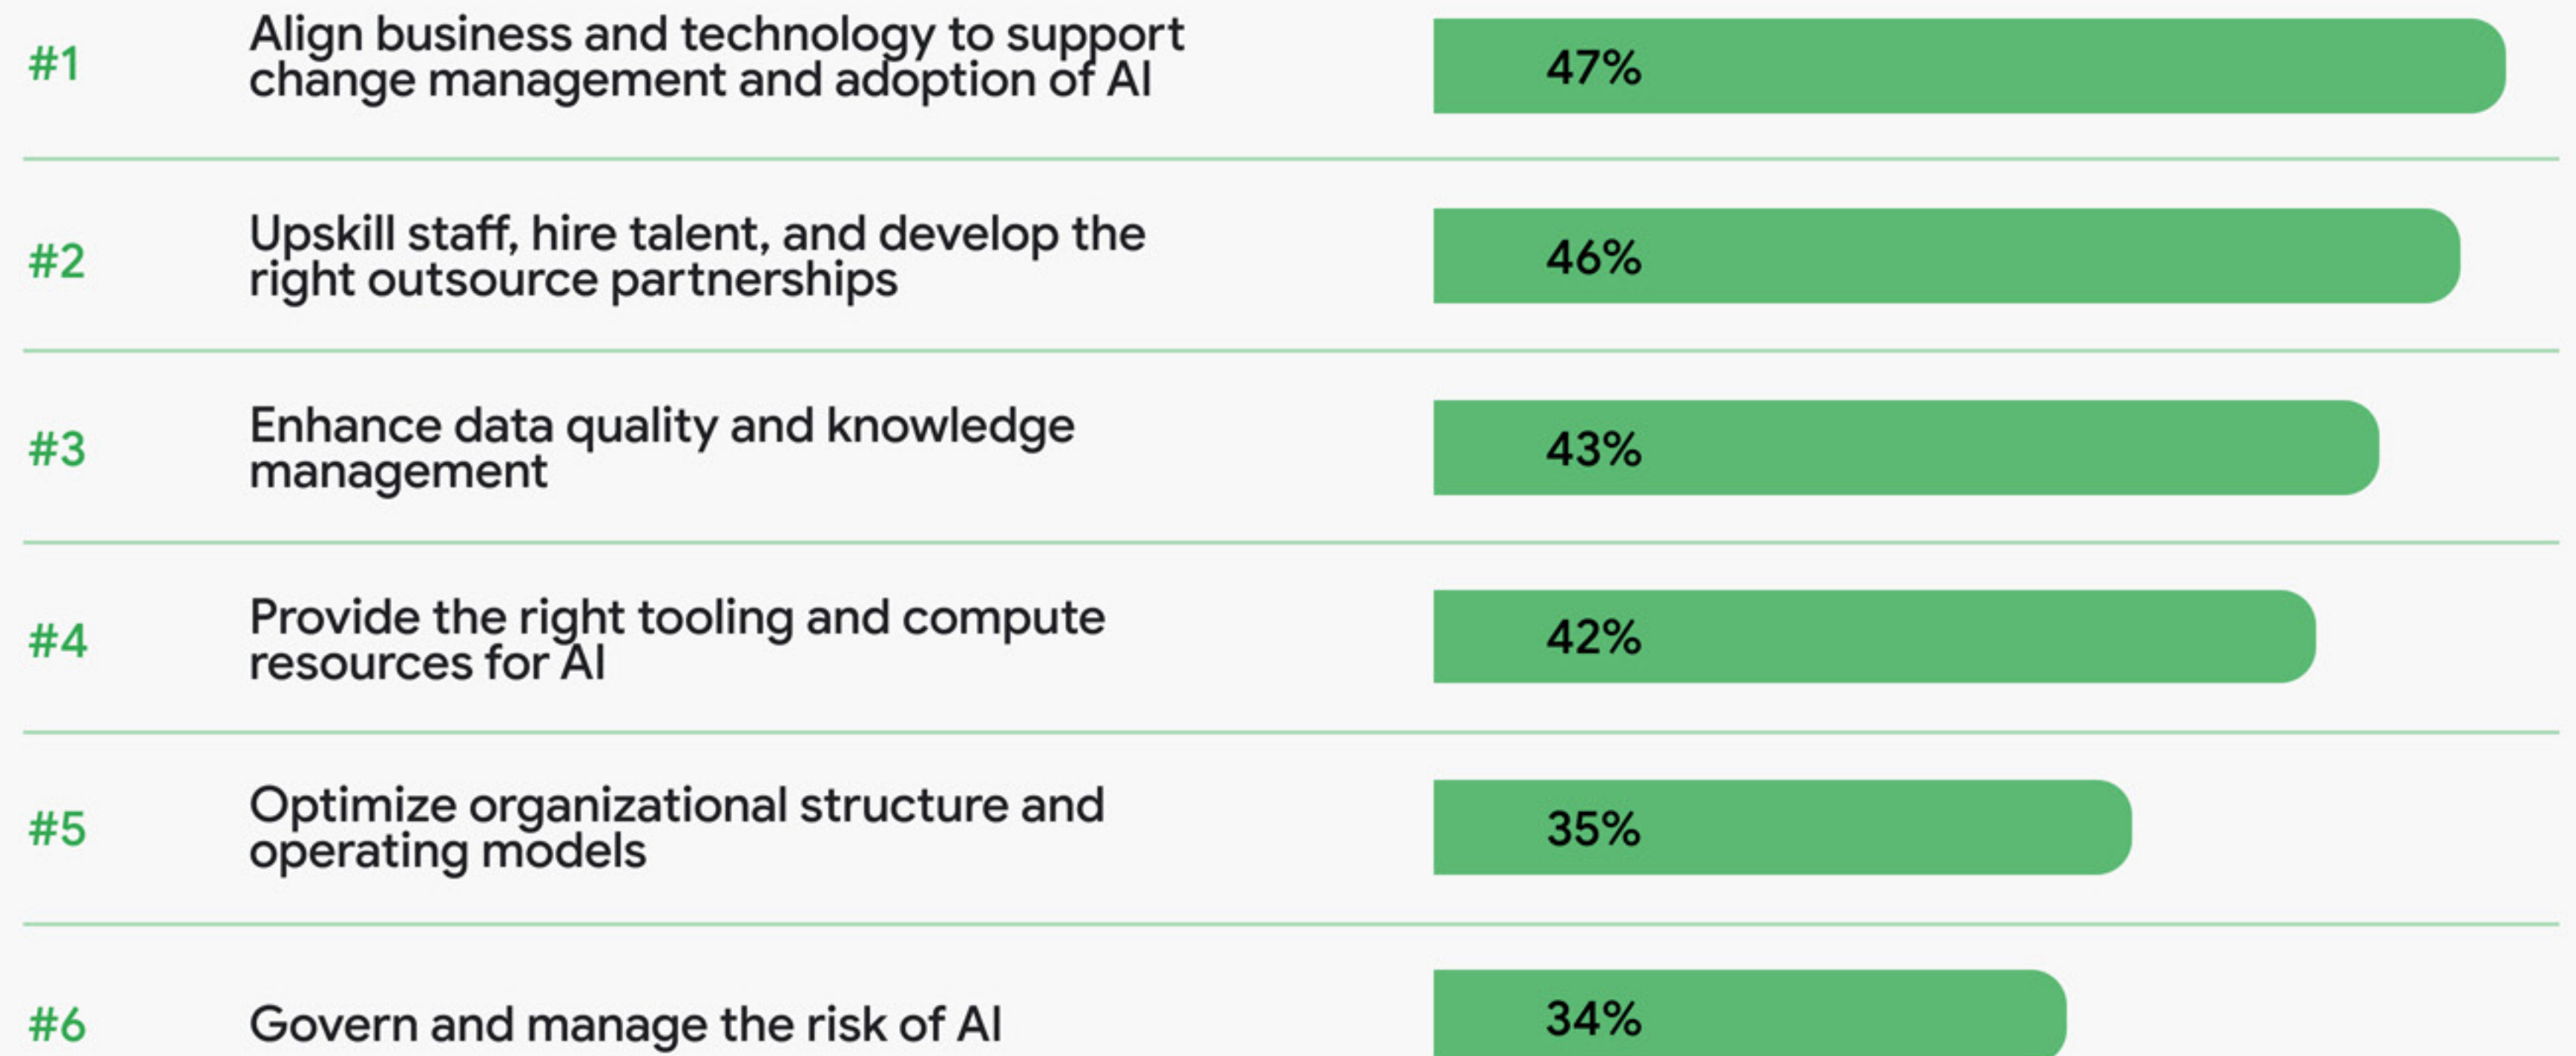 #1
Align business and technology to support
change management and adoption of AI
47%
#2
Upskill staff, hire talent, and develop the
right outsource partnerships
46%
#3
Enhance data quality and knowledge
management
43%
#4
Provide the right tooling and compute
resources for AI
42%
#5
Optimize organizational structure and
operating models
35%
#6
Govern and manage the risk of AI
34%